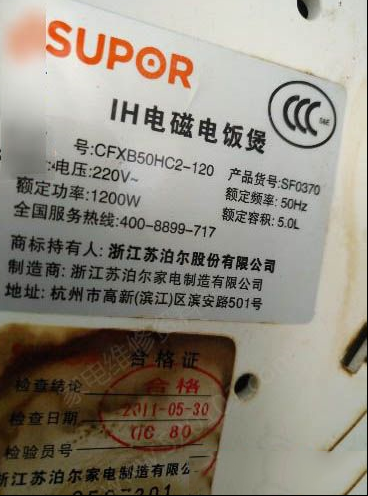 SUPOR
IH电磁电饭煲
号:CFXB50HC2-120 产品货号:SF0370
电压:220V~ 额定频率:50Hz
额定功率:1200W 额定容积:5.0L
全国服务热线:400-8899-717
商标持有人:浙江苏泊尔股份有限公司
制造商:浙江苏泊尔家电制造有限公司
地址:杭州市高新(滨江)区滨安路501号
合格证
检查结论 合格
检查日期 2011-05-30
检验员号 QC 80
浙江苏泊尔家电制造有限公